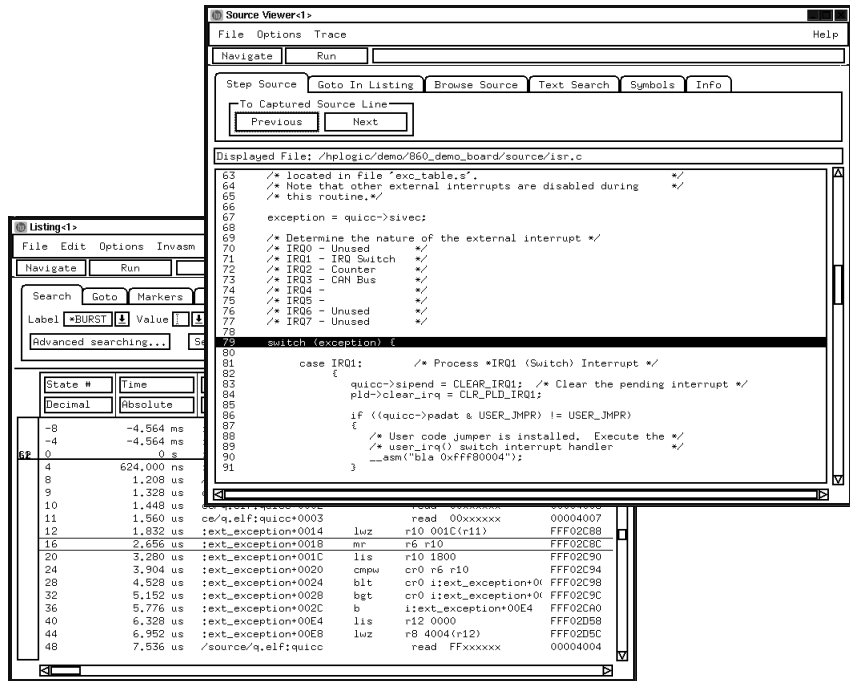 Source Viewer<1>
File Options Trace Help
Navigate Run
Step Source Goto In Listing Browse Source Text Search Symbols Info
To Captured Source Line
Previous Next
Displayed File: /hplogic/demo/860_demo_board/source/isr.c
63 /* located in file 'exc_table.s'. */
64 /* Note that other external interrupts are disabled during */
65 /* this routine.*/
66
67 exception = quicc->sivec;
68
69 /* Determine the nature of the external interrupt */
70 /* IRQ0 - Unused */
71 /* IRQ1 - IRQ Switch */
72 /* IRQ2 - Counter */
73 /* IRQ3 - CAN Bus */
74 /* IRQ4 - */
75 /* IRQ5 - */
76 /* IRQ6 - Unused */
77 /* IRQ7 - Unused */
78
79 switch (exception) {
80
81 case IRQ1: /* Process *IRQ1 (Switch) Interrupt */
82 {
83 quicc->sipend = CLEAR_IRQ1; /* Clear the pending interrupt */
84 pld->clear_irq = CLR_PLD_IRQ1;
85
86 if ((quicc->padat & USER_JMPR) != USER_JMPR)
87 {
88 /* User code jumper is installed. Execute the */
89 /* user_irq() switch interrupt handler */
90 __asm("bla 0xfff80004");
91 }
Listing<1>
File Edit Options Invasm
Navigate Run
Search Goto Markers
Label *BURST Value
Advanced searching... Se
State # Time
Decimal Absolute
-8 -4.564 ms
-4 -4.564 ms
0 0 s
4 624.000 ns
8 1.208 us
9 1.328 us
10 1.448 us
11 1.560 us ce/q.elf:quicc+0003 read 00xxxxxx 00004007
12 1.832 us :ext_exception+0014 lwz r10 001C(r11) FFF02C88
16 2.656 us :ext_exception+0018 mr r6 r10 FFF02C8C
20 3.280 us :ext_exception+001C lis r10 1800 FFF02C90
24 3.904 us :ext_exception+0020 cmpw cr0 r6 r10 FFF02C94
28 4.528 us :ext_exception+0024 blt cr0 i:ext_exception+00 FFF02C98
32 5.152 us :ext_exception+0028 bgt cr0 i:ext_exception+00 FFF02C9C
36 5.776 us :ext_exception+002C b i:ext_exception+00E4 FFF02CA0
40 6.328 us :ext_exception+00E4 lis r12 0000 FFF02D58
44 6.952 us :ext_exception+00E8 lwz r8 4004(r12) FFF02D5C
48 7.536 us /source/q.elf:quicc read FFxxxxxx 00004004